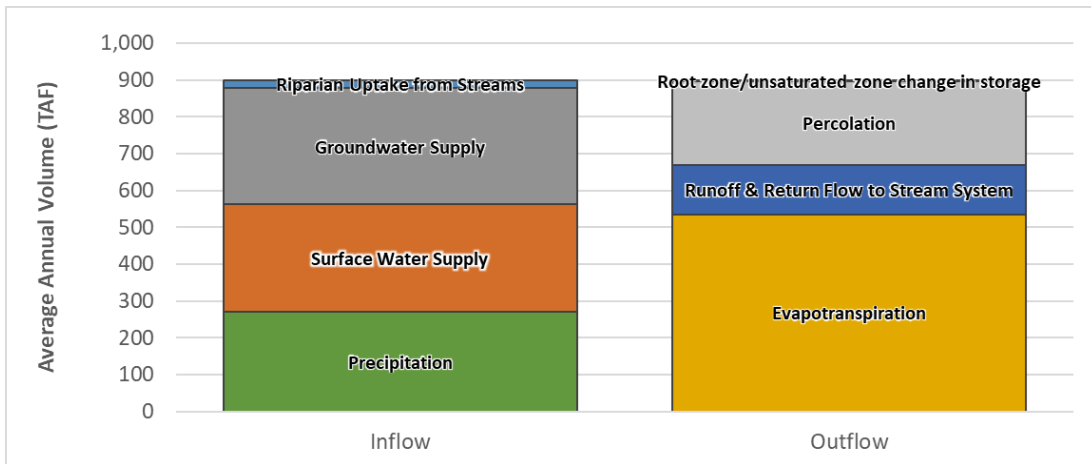 Average Annual Volume (TAF)
1,000
900
800
700
600
500
400
300
200
100
0
Riparian Uptake from Streams
Groundwater Supply
Surface Water Supply
Precipitation
Root zone/unsaturated zone change in storage
Percolation
Runoff & Return Flow to Stream System
Evapotranspiration
Inflow
Outflow